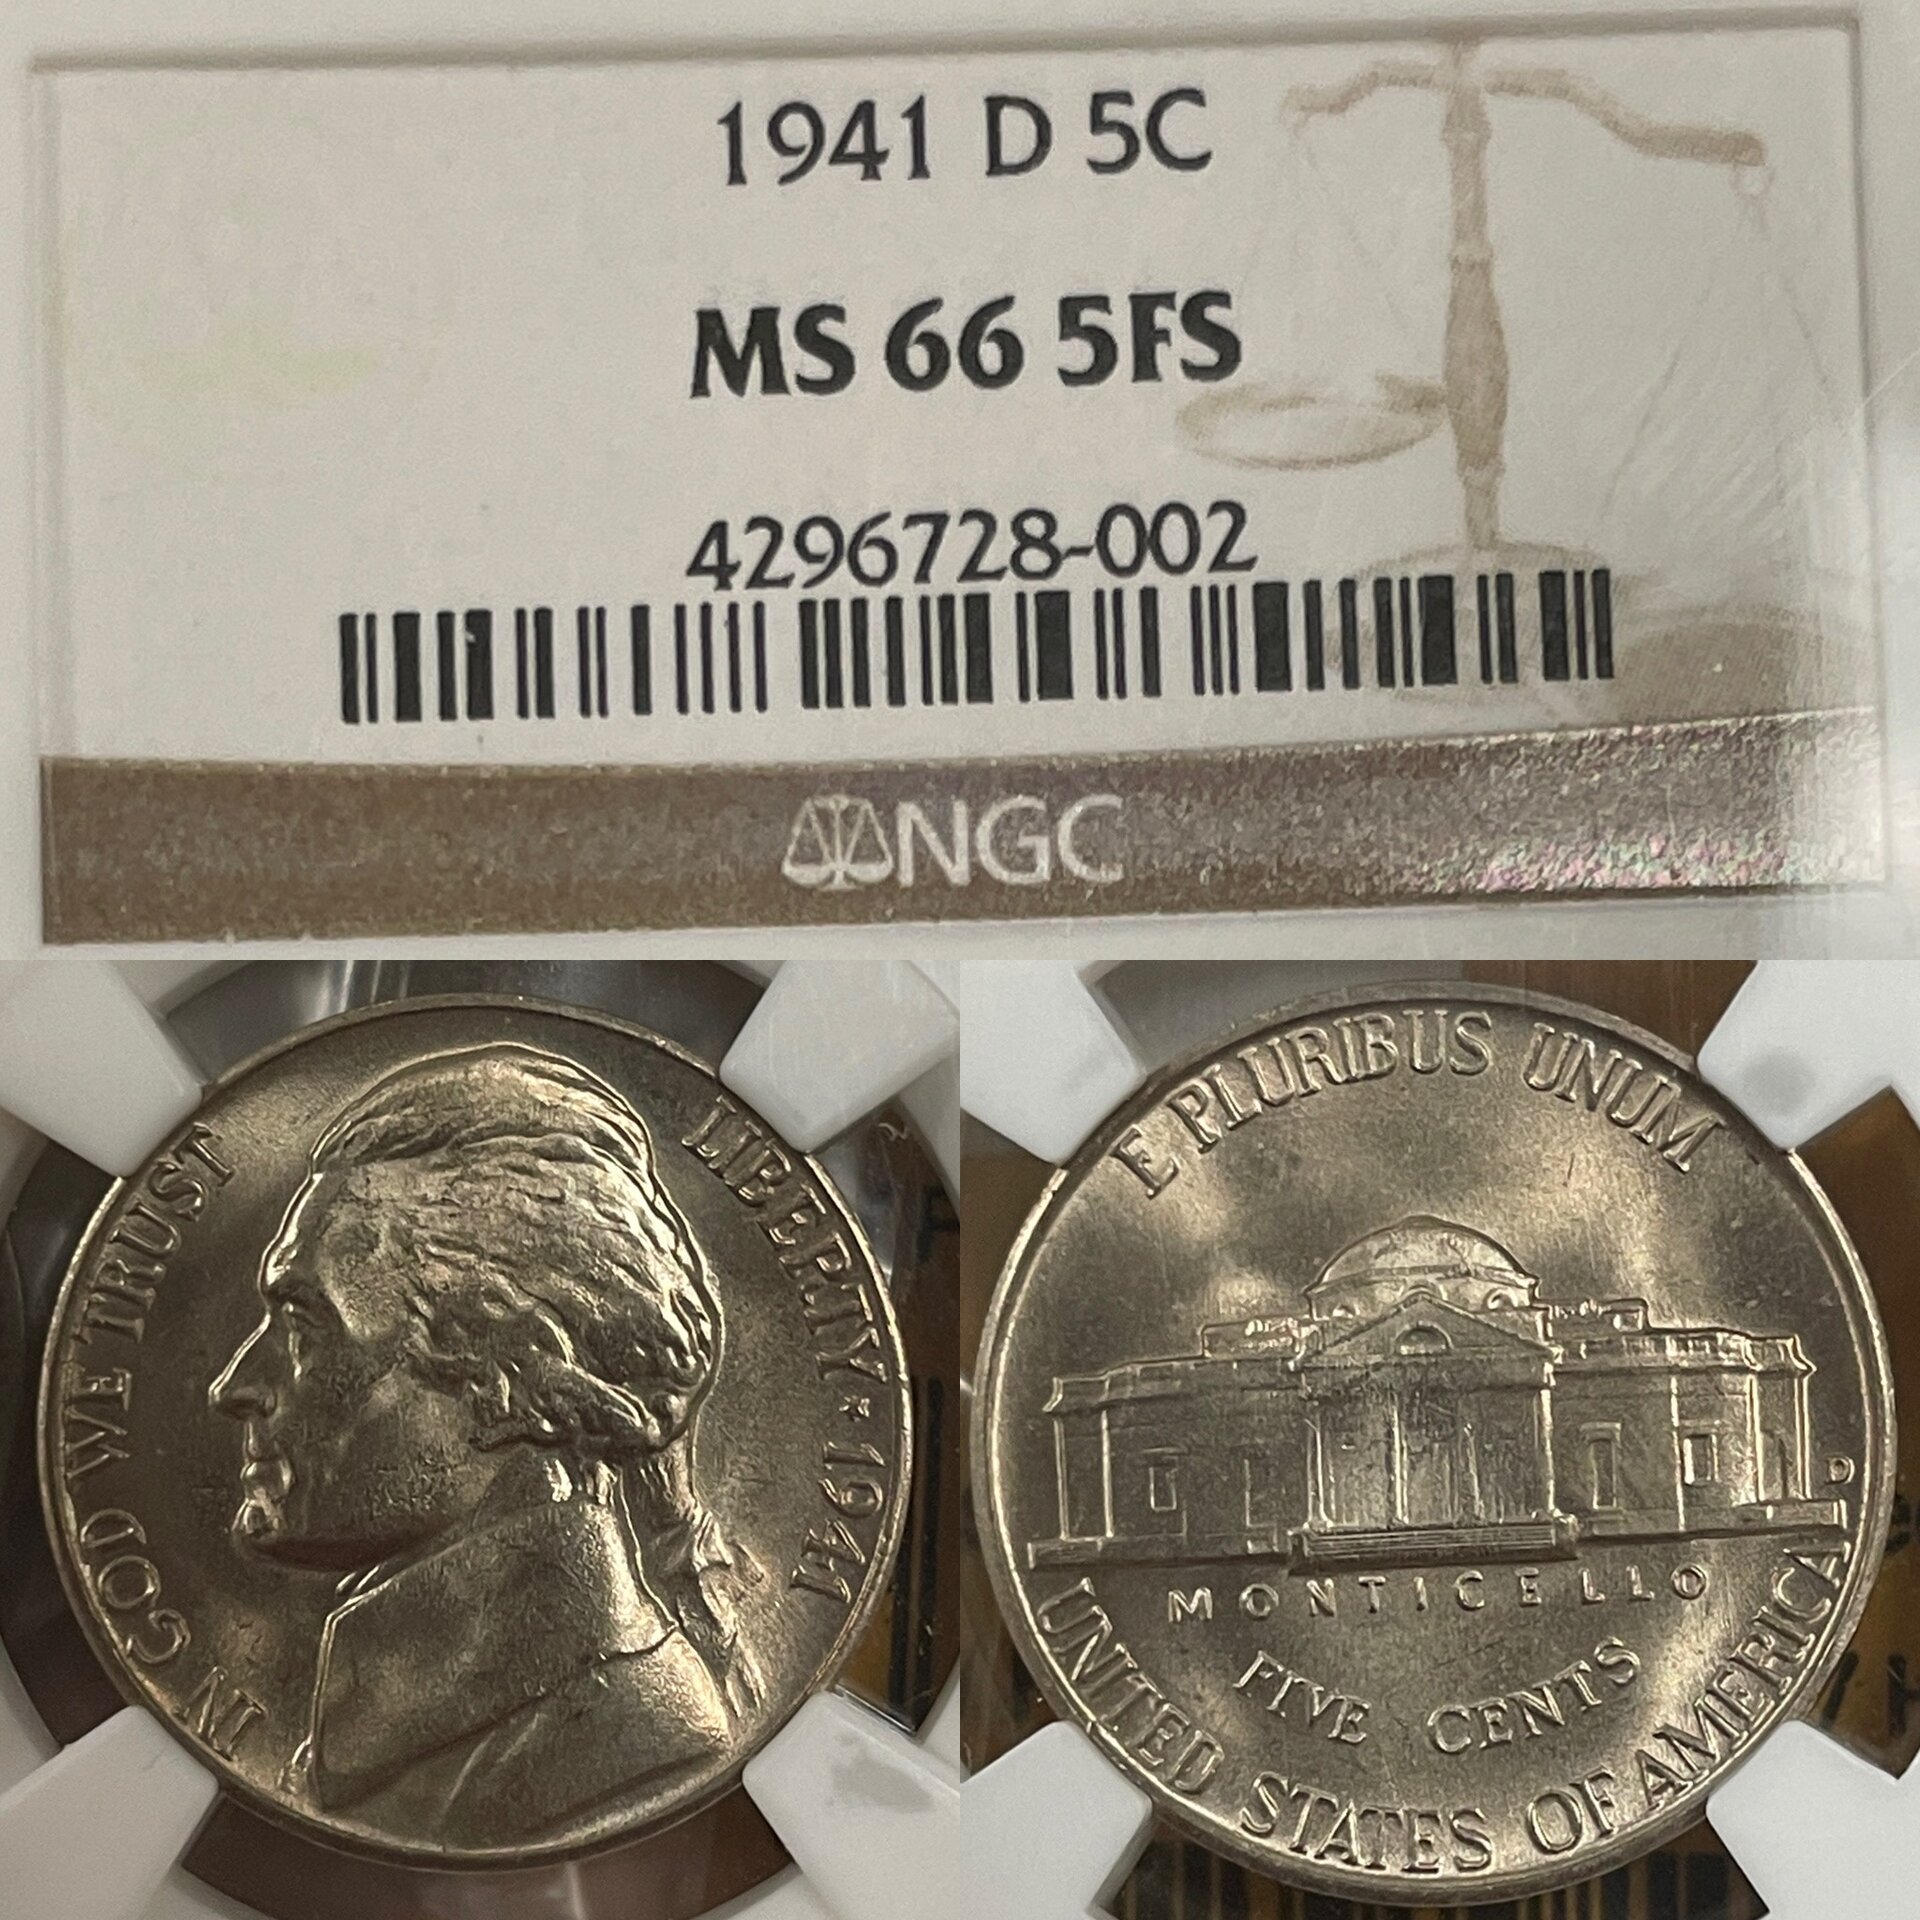 1941 D 5C
MS 66 5FS
4296728-002
NGC
IN GOD WE TRUST
LIBERTY ★ 1941
E PLURIBUS UNUM
D
MONTICELLO
FIVE CENTS
UNITED STATES OF AMERICA